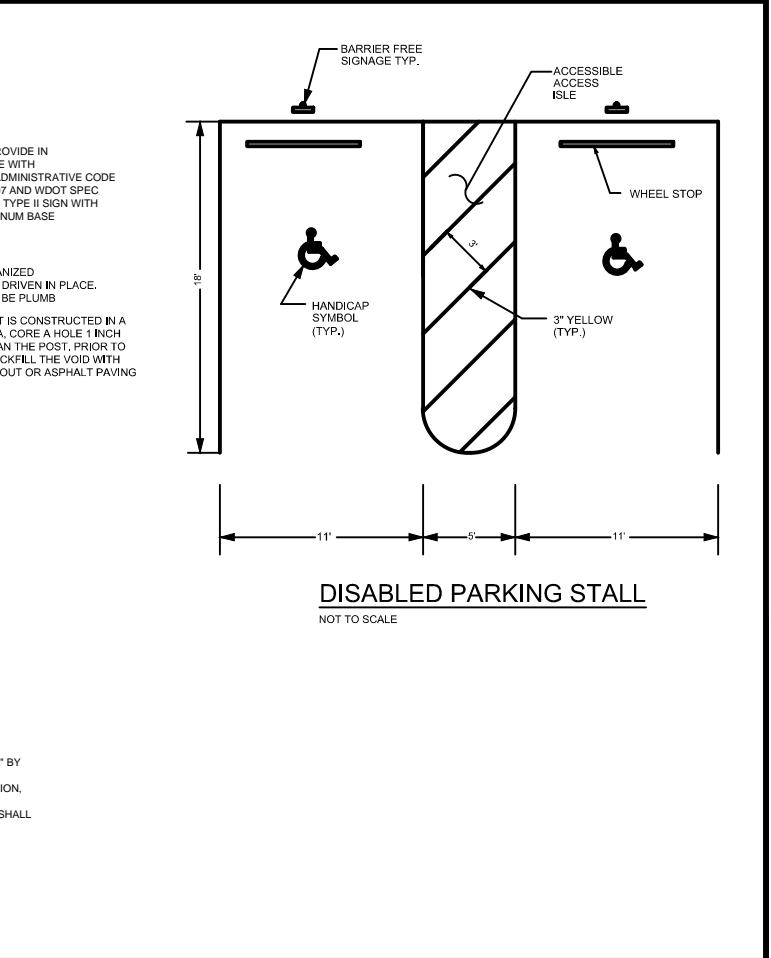 BARRIER FREE
SIGNAGE TYP.
ACCESSIBLE
ACCESS
ISLE
WHEEL STOP
18'
3'
HANDICAP
SYMBOL
(TYP.)
3" YELLOW
(TYP.)
11'
5'
11'
DISABLED PARKING STALL
NOT TO SCALE
ROVIDE IN
E WITH
ADMINISTRATIVE CODE
07 AND WDOT SPEC
TYPE II SIGN WITH
NUM BASE
ANIZED
DRIVEN IN PLACE.
BE PLUMB
T IS CONSTRUCTED IN A
A, CORE A HOLE 1 INCH
AN THE POST, PRIOR TO
CKFILL THE VOID WITH
OUT OR ASPHALT PAVING
" BY
ION,
SHALL